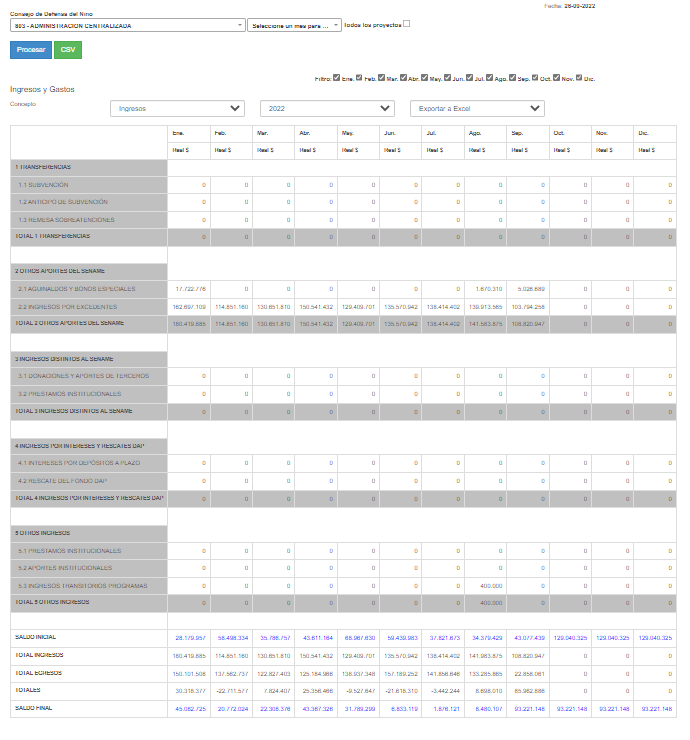 Fecha: 26-09-2022
Consejo de Defensa del Niño
803 - ADMINISTRACION CENTRALIZADA Seleccione un mes para ... Todos los proyectos
Procesar CSV
Filtro: Ene. Feb. Mar. Abr. May. Jun. Jul. Ago. Sep. Oct. Nov. Dic.
Ingresos y Gastos
Concepto Ingresos 2022 Exportar a Excel
Ene. Feb. Mar. Abr. May. Jun. Jul. Ago. Sep. Oct. Nov. Dic.
Real $ Real $ Real $ Real $ Real $ Real $ Real $ Real $ Real $ Real $ Real $ Real $
1 TRANSFERENCIAS
1.1 SUBVENCIÓN 0 0 0 0 0 0 0 0 0 0 0 0
1.2 ANTICIPO DE SUBVENCIÓN 0 0 0 0 0 0 0 0 0 0 0 0
1.3 REMESA SOBREATENCIONES 0 0 0 0 0 0 0 0 0 0 0 0
TOTAL 1 TRANSFERENCIAS 0 0 0 0 0 0 0 0 0 0 0 0
2 OTROS APORTES DEL SENAME
2.1 AGUINALDOS Y BONOS ESPECIALES 17.722.776 0 0 0 0 0 0 1.670.310 5.026.689 0 0 0
2.2 INGRESOS POR EXCEDENTES 162.697.109 114.851.160 130.651.810 150.541.432 129.409.701 135.570.942 138.414.402 139.913.565 103.794.258 0 0 0
TOTAL 2 OTROS APORTES DEL SENAME 180.419.885 114.851.160 130.651.810 150.541.432 129.409.701 135.570.942 138.414.402 141.583.875 108.820.947 0 0 0
3 INGRESOS DISTINTOS AL SENAME
3.1 DONACIONES Y APORTES DE TERCEROS 0 0 0 0 0 0 0 0 0 0 0 0
3.2 PRESTAMOS INSTITUCIONALES 0 0 0 0 0 0 0 0 0 0 0 0
TOTAL 3 INGRESOS DISTINTOS AL SENAME 0 0 0 0 0 0 0 0 0 0 0 0
4 INGRESOS POR INTERESES Y RESCATES DAP
4.1 INTERESES POR DEPÓSITOS A PLAZO 0 0 0 0 0 0 0 0 0 0 0 0
4.2 RESCATE DEL FONDO DAP 0 0 0 0 0 0 0 0 0 0 0 0
TOTAL 4 INGRESOS POR INTERESES Y RESCATES DAP 0 0 0 0 0 0 0 0 0 0 0 0
5 OTROS INGRESOS
5.1 PRESTAMOS INSTITUCIONALES 0 0 0 0 0 0 0 0 0 0 0 0
5.2 APORTES INSTITUCIONALES 0 0 0 0 0 0 0 0 0 0 0 0
5.3 INGRESOS TRANSITORIOS PROGRAMAS 0 0 0 0 0 0 0 400.000 0 0 0 0
TOTAL 5 OTROS INGRESOS 0 0 0 0 0 0 0 400.000 0 0 0 0
SALDO INICIAL 28.179.957 58.498.334 35.786.757 43.611.164 68.967.630 59.439.983 37.821.673 34.379.429 43.077.439 129.040.325 129.040.325 129.040.325
TOTAL INGRESOS 180.419.885 114.851.160 130.651.810 150.541.432 129.409.701 135.570.942 138.414.402 141.983.875 108.820.947 0 0 0
TOTAL EGRESOS 150.101.508 137.562.737 122.827.403 125.184.966 138.937.348 157.189.252 141.856.646 133.285.865 22.858.061 0 0 0
TOTALES 30.318.377 -22.711.577 7.824.407 25.356.466 -9.527.647 -21.618.310 -3.442.244 8.698.010 85.962.886 0 0 0
SALDO FINAL 45.082.725 20.772.024 22.308.376 43.367.326 31.789.299 6.833.119 1.876.121 8.480.107 93.221.148 93.221.148 93.221.148 93.221.148